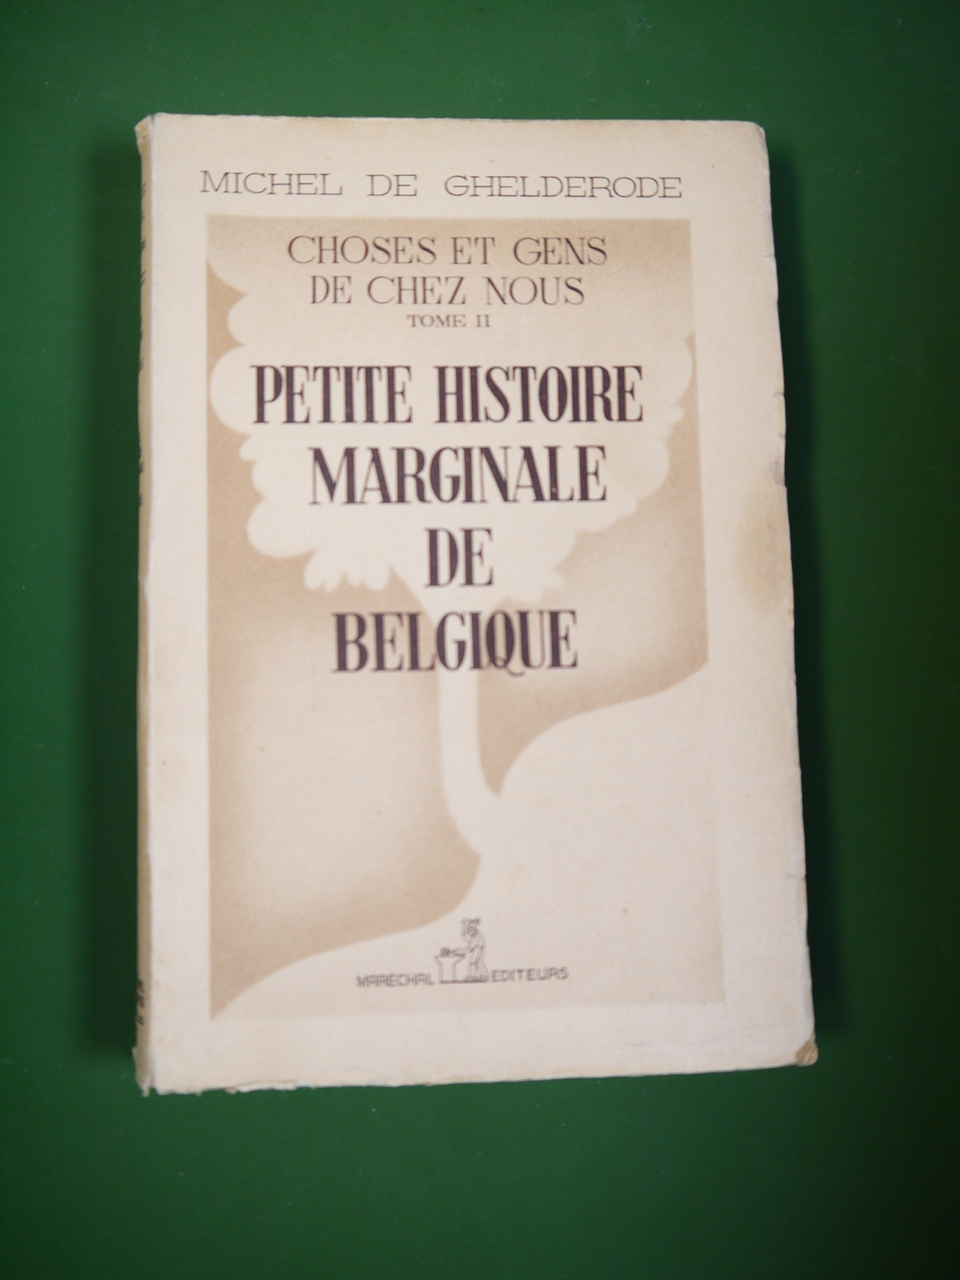 MICHEL DE GHELDERODE
CHOSES ET GENS
DE CHEZ NOUS
TOME II
PETITE HISTOIRE
MARGINALE
DE
BELGIQUE
MARECHAL EDITEURS